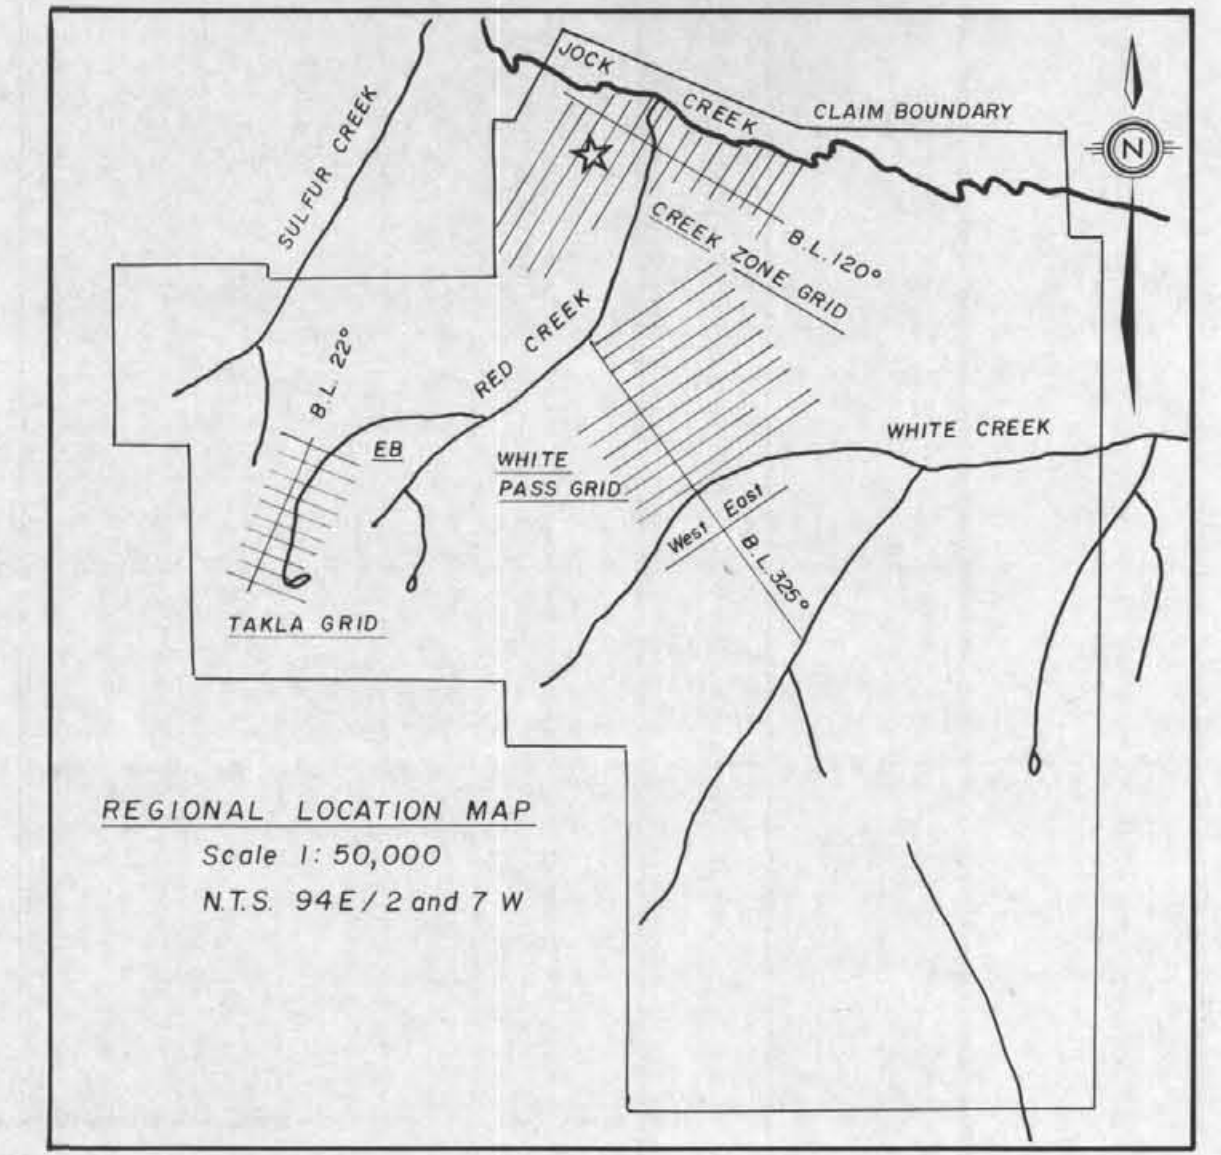 JOCK
CREEK
CLAIM BOUNDARY
N
SULFUR CREEK
CREEK ZONE GRID
B.L. 120°
RED CREEK
B.L. 22°
EB
WHITE
PASS GRID
WHITE CREEK
West East
B.L. 325°
TAKLA GRID
REGIONAL LOCATION MAP
Scale 1:50,000
N.T.S. 94E/2 and 7 W